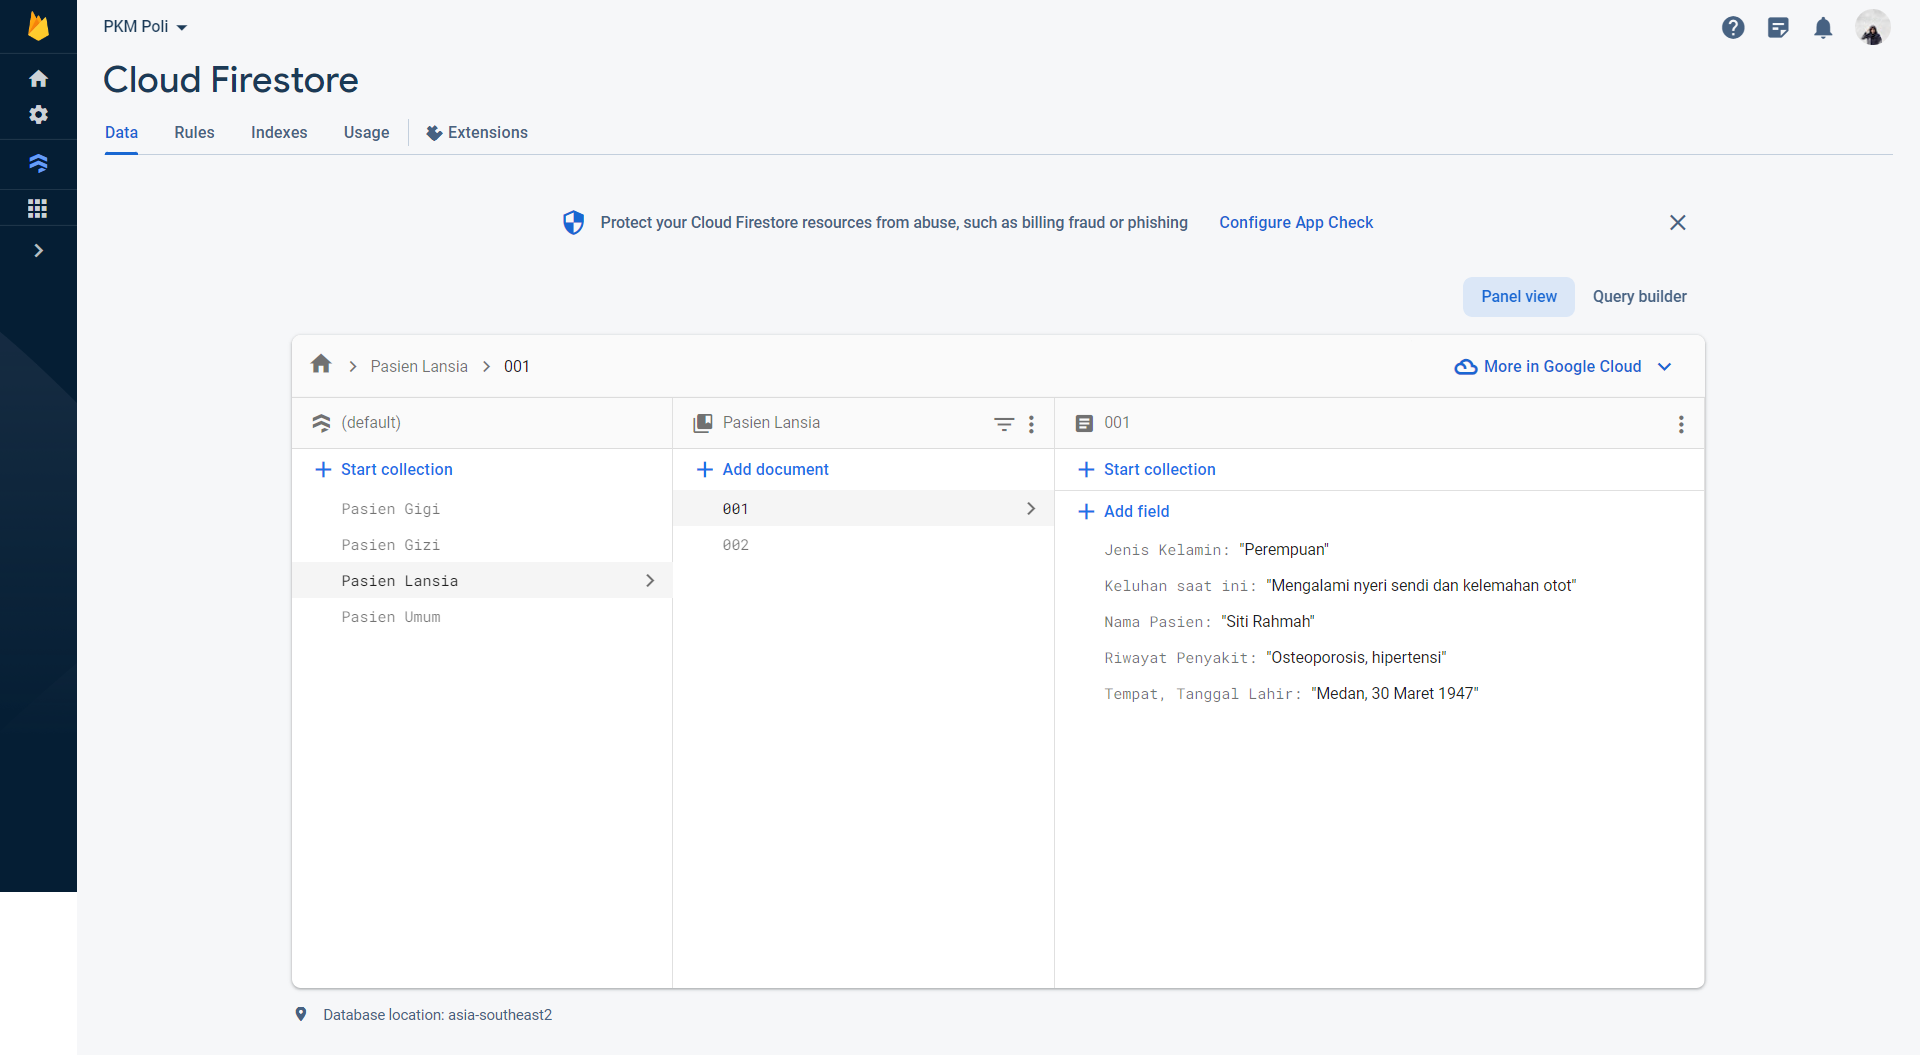 PKM Poli
Cloud Firestore
Data Rules Indexes Usage Extensions
Protect your Cloud Firestore resources from abuse, such as billing fraud or phishing Configure App Check
Panel view Query builder
Pasien Lansia 001 More in Google Cloud
(default)
Start collection
Pasien Gigi
Pasien Gizi
Pasien Lansia
Pasien Umum
Pasien Lansia
Add document
001
002
001
Start collection
Add field
Jenis Kelamin: "Perempuan"
Keluhan saat ini: "Mengalami nyeri sendi dan kelemahan otot"
Nama Pasien: "Siti Rahmah"
Riwayat Penyakit: "Osteoporosis, hipertensi"
Tempat, Tanggal Lahir: "Medan, 30 Maret 1947"
Database location: asia-southeast2